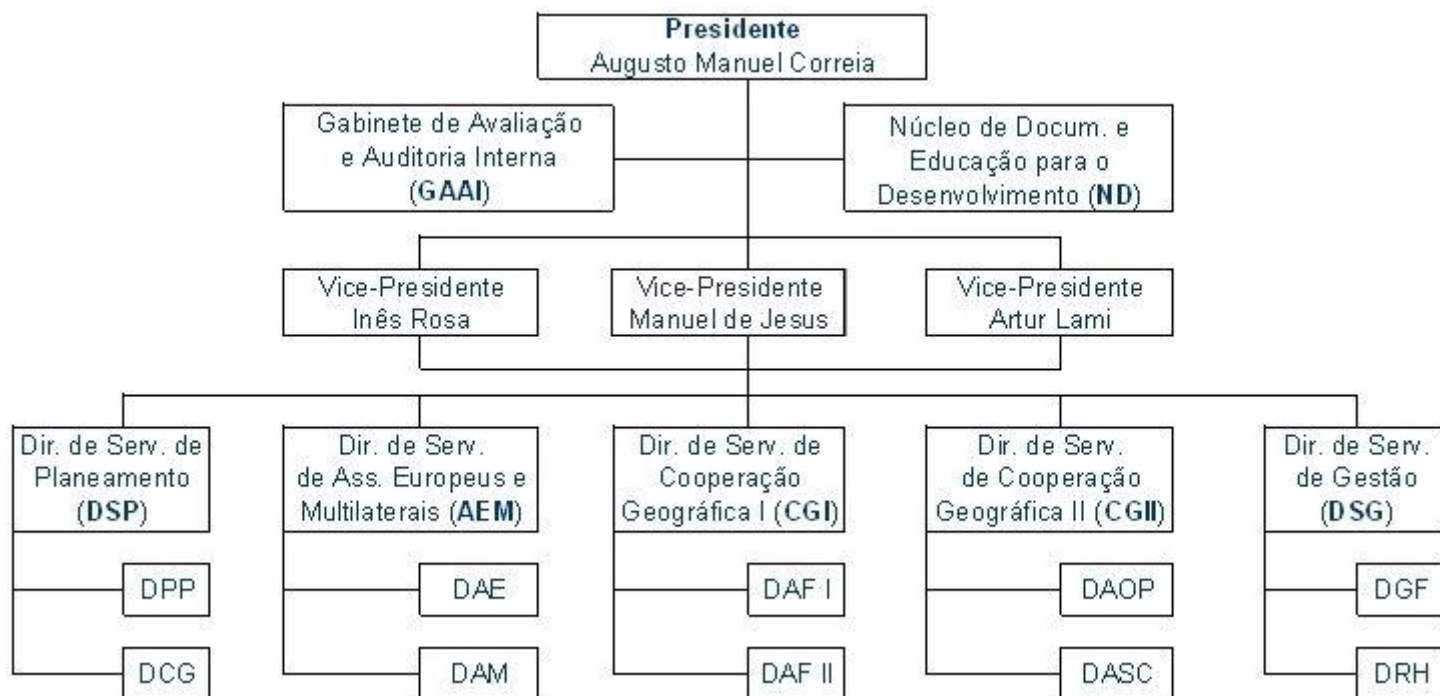 Presidente
Augusto Manuel Correia
Gabinete de Avaliação
e Auditoria Interna
(GAAI)
Núcleo de Docum. e
Educação para o
Desenvolvimento (ND)
Vice-Presidente
Inês Rosa
Vice-Presidente
Manuel de Jesus
Vice-Presidente
Artur Lami
Dir. de Serv. de
Planeamento
(DSP)
Dir. de Serv.
de Ass. Europeus e
Multilaterais (AEM)
Dir. de Serv. de
Cooperação
Geográfica I (CGI)
Dir. de Serv.
de Cooperação
Geográfica II (CGII)
Dir. de Serv.
de Gestão
(DSG)
DPP
DAE
DAF I
DAOP
DGF
DCG
DAM
DAF II
DASC
DRH